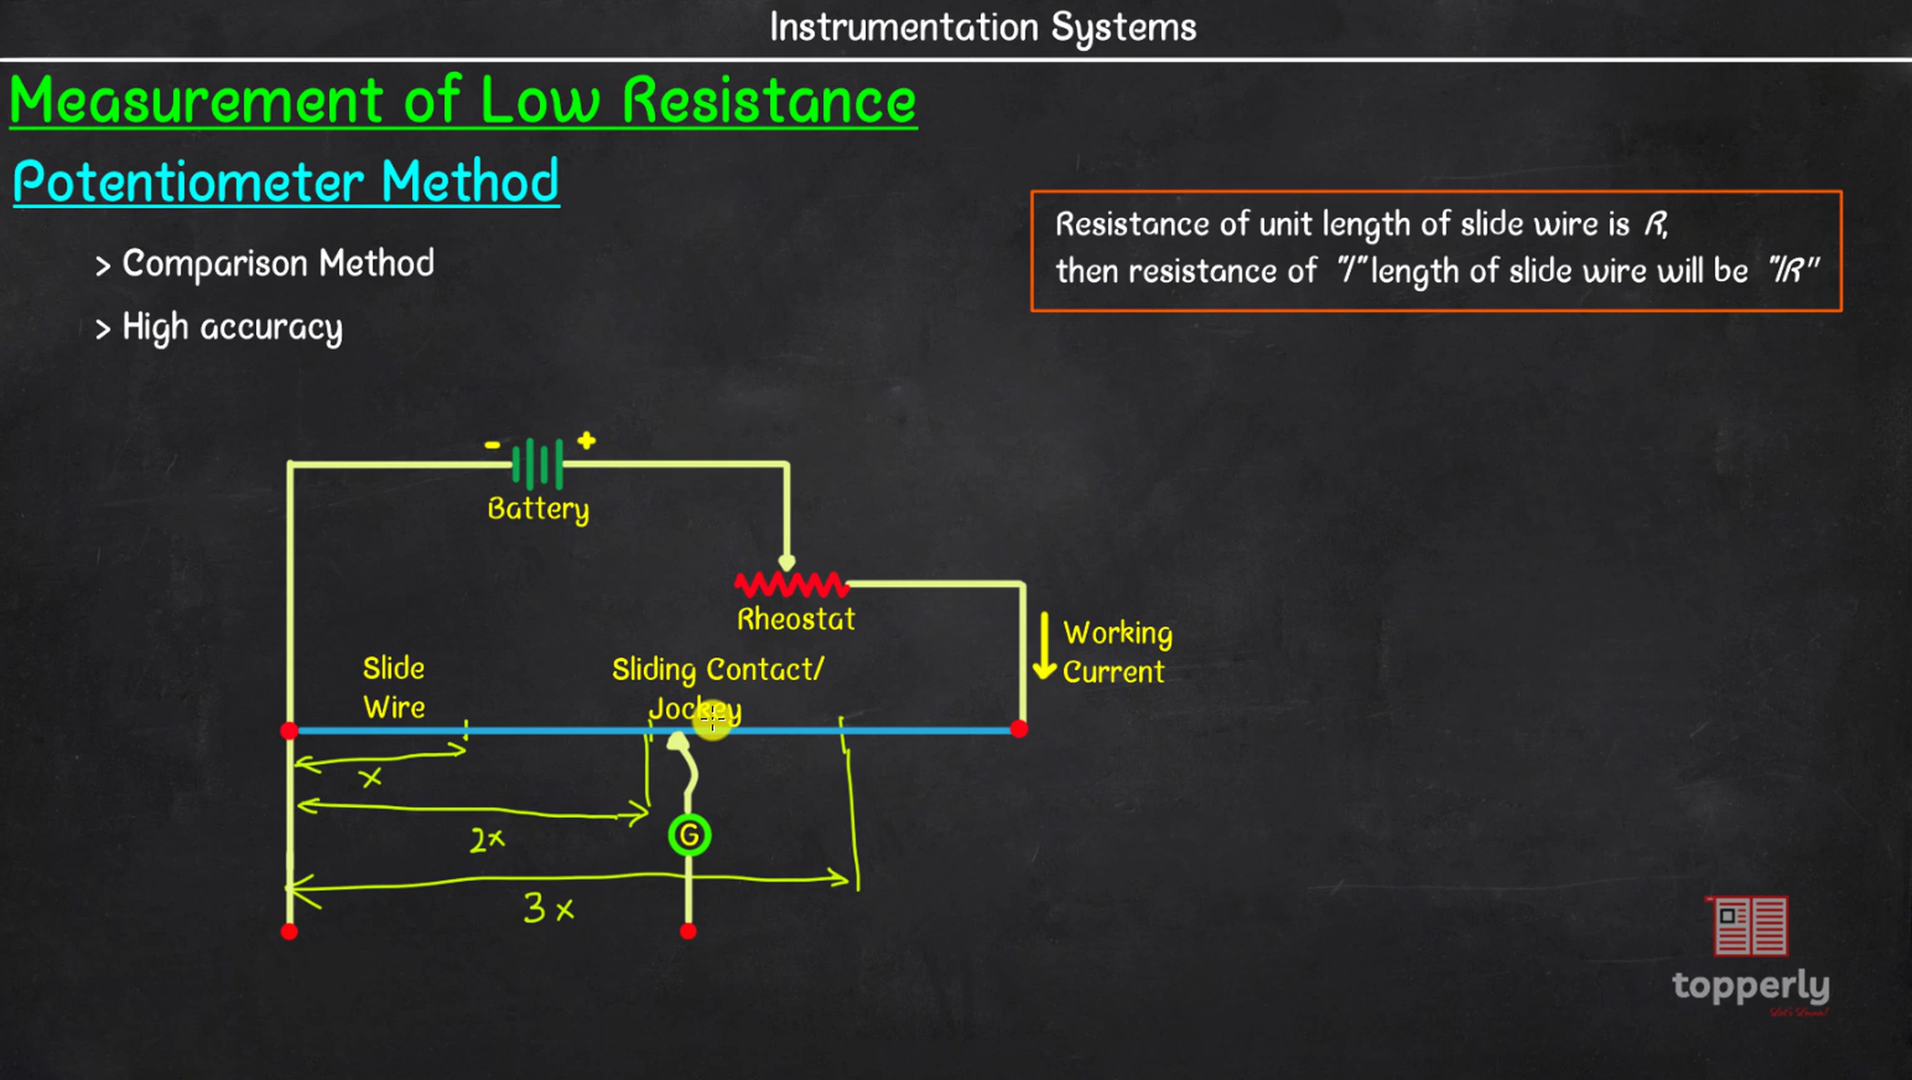 Instrumentation Systems
Measurement of Low Resistance
Potentiometer Method
> Comparison Method
> High accuracy
Resistance of unit length of slide wire is R,
then resistance of "l" length of slide wire will be "lR"
- +
Battery
Rheostat
Working
Current
Slide
Wire
Sliding Contact/
Jockey
x
2x
G
3x
topperly
Let's Learn!